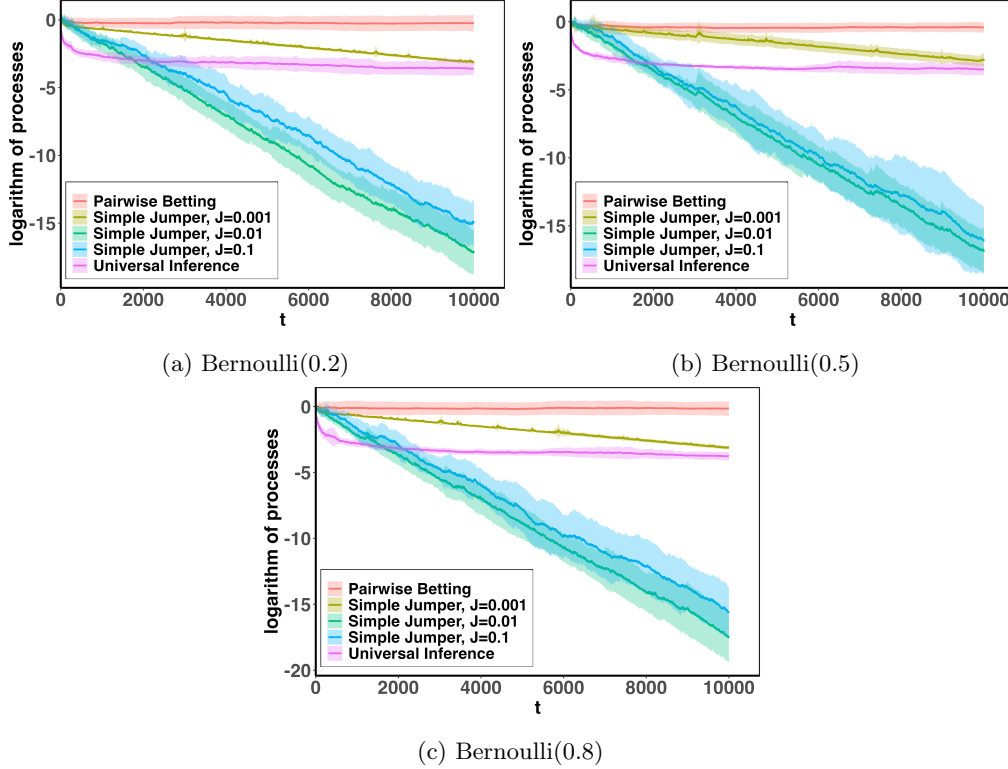 logarithm of processes
0
-5
-10
-15
Pairwise Betting
Simple Jumper, J=0.001
Simple Jumper, J=0.01
Simple Jumper, J=0.1
Universal Inference
0 2000 4000 6000 8000 10000
t
(a) Bernoulli(0.2)
logarithm of processes
0
-5
-10
-15
Pairwise Betting
Simple Jumper, J=0.001
Simple Jumper, J=0.01
Simple Jumper, J=0.1
Universal Inference
0 2000 4000 6000 8000 10000
t
(b) Bernoulli(0.5)
logarithm of processes
0
-5
-10
-15
-20
Pairwise Betting
Simple Jumper, J=0.001
Simple Jumper, J=0.01
Simple Jumper, J=0.1
Universal Inference
0 2000 4000 6000 8000 10000
t
(c) Bernoulli(0.8)